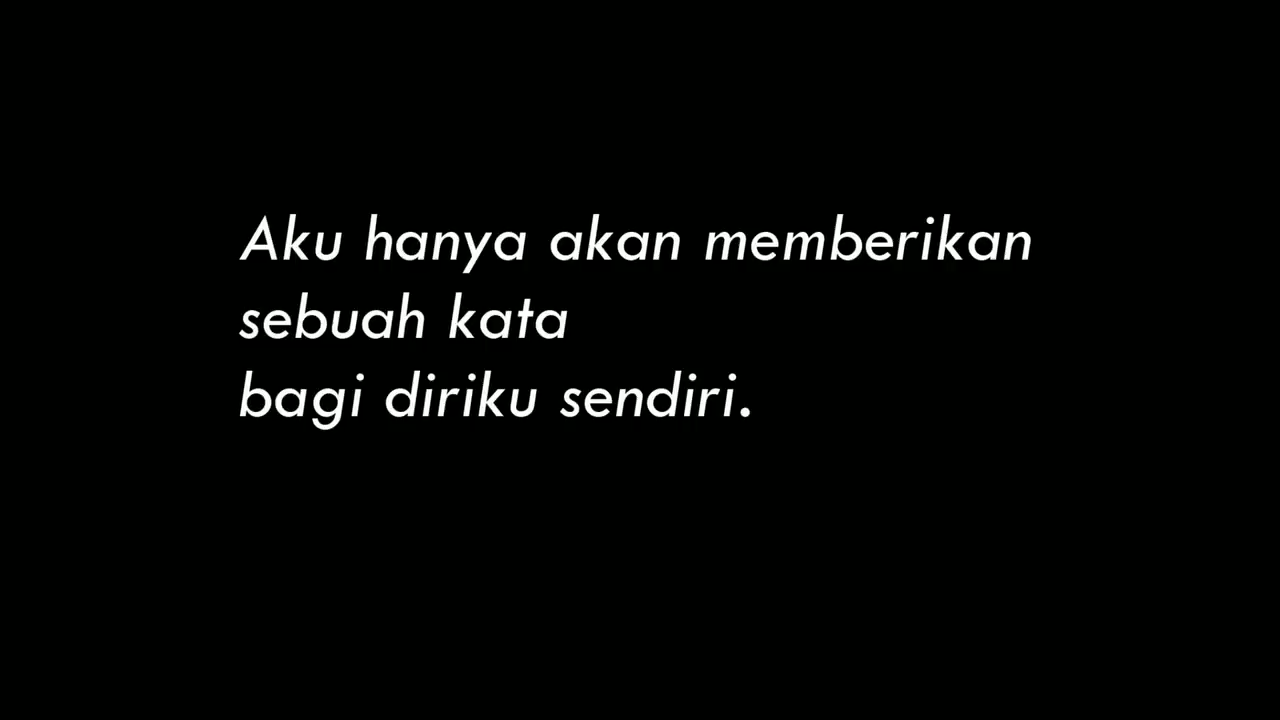 Aku hanya akan memberikan
sebuah kata
bagi diriku sendiri.